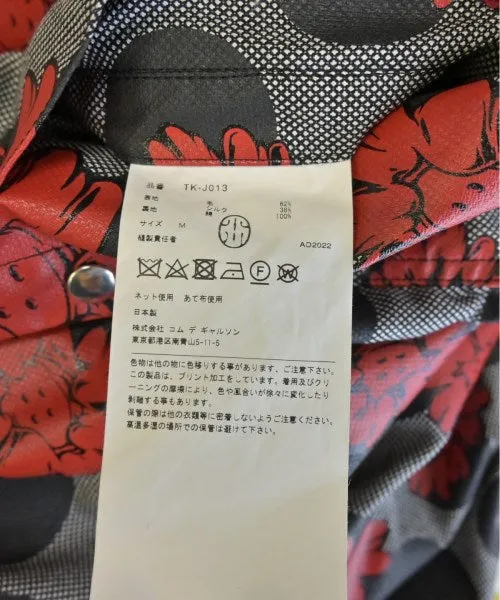 品番 TK-J013
表地 毛 62%
シルク 38%
裏地 綿 100%
サイズ M
縫製責任者
AD2022
ネット使用 あて布使用
日本製
株式会社 コム デ ギャルソン
東京都港区南青山5-11-5
色物は他の物に色移りする事があります、ご注意下さい。
この製品は、プリント加工をしています。着用及びクリ
ーニングの摩擦により、色や風合いが徐々に変化したり
剥離する事もあります。
保管の際は他の衣類等に密着しないようご注意ください。
高温多湿の場所での保管は避けて下さい。